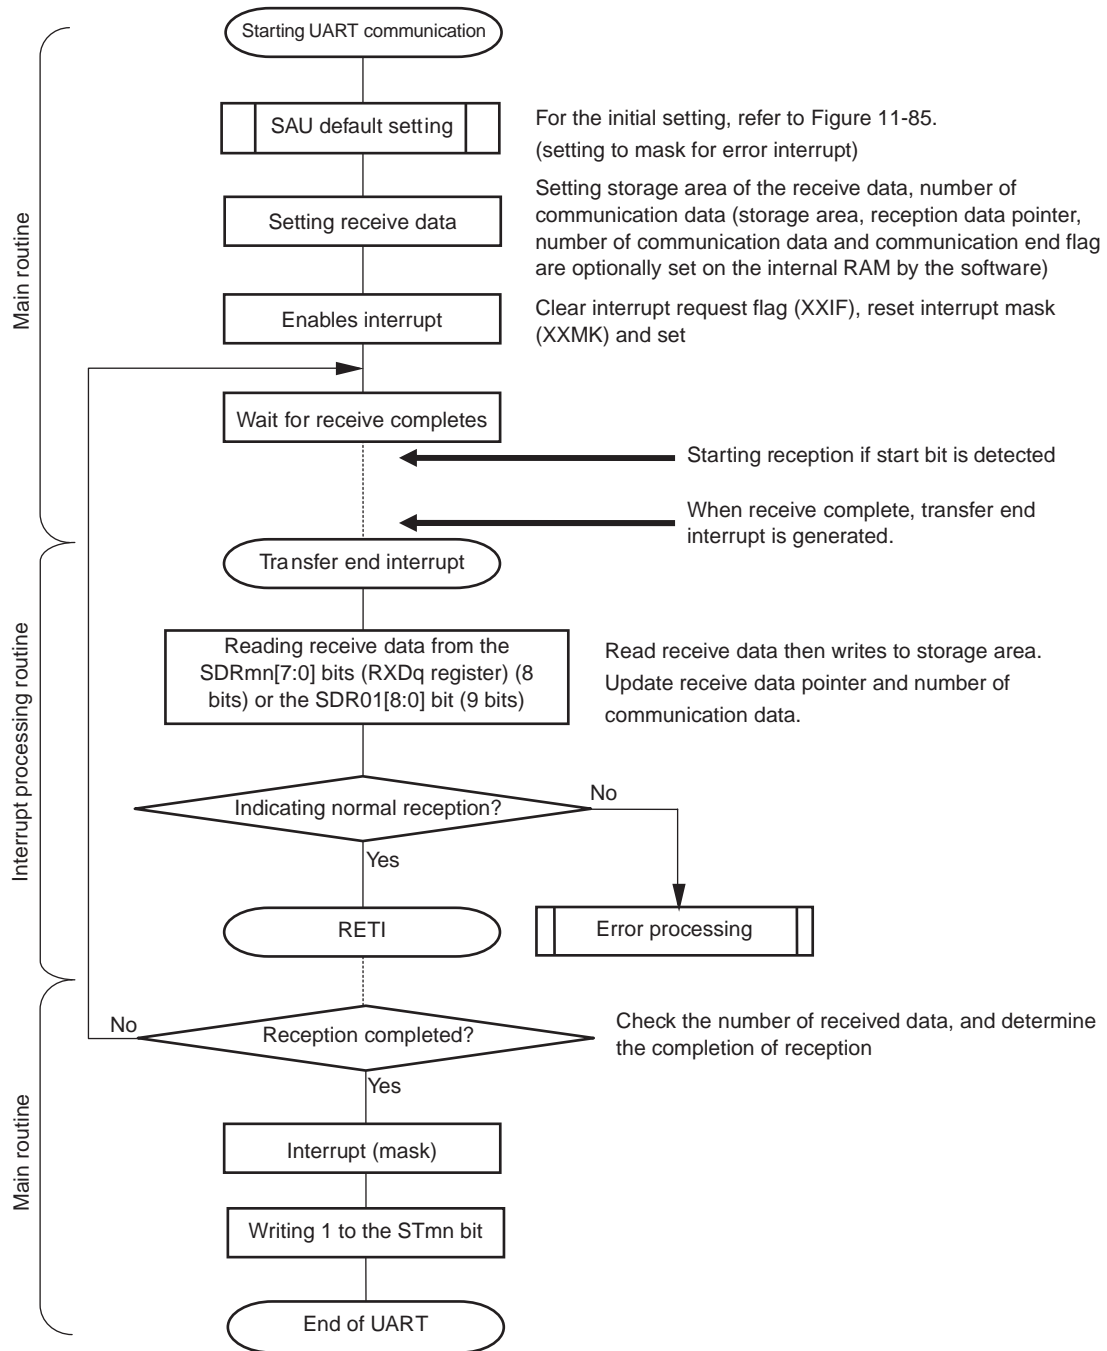 Starting UART communication
SAU default setting
For the initial setting, refer to Figure 11-85.
(setting to mask for error interrupt)
Setting receive data
Setting storage area of the receive data, number of
communication data (storage area, reception data pointer,
number of communication data and communication end flag
are optionally set on the internal RAM by the software)
Enables interrupt
Clear interrupt request flag (XXIF), reset interrupt mask
(XXMK) and set
Main routine
Wait for receive completes
Starting reception if start bit is detected
When receive complete, transfer end
interrupt is generated.
Transfer end interrupt
Reading receive data from the
SDRmn[7:0] bits (RXDq register) (8
bits) or the SDR01[8:0] bit (9 bits)
Read receive data then writes to storage area.
Update receive data pointer and number of
communication data.
Interrupt processing routine
Indicating normal reception?
No
Yes
RETI
Error processing
No
Reception completed?
Check the number of received data, and determine
the completion of reception
Yes
Main routine
Interrupt (mask)
Writing 1 to the STmn bit
End of UART